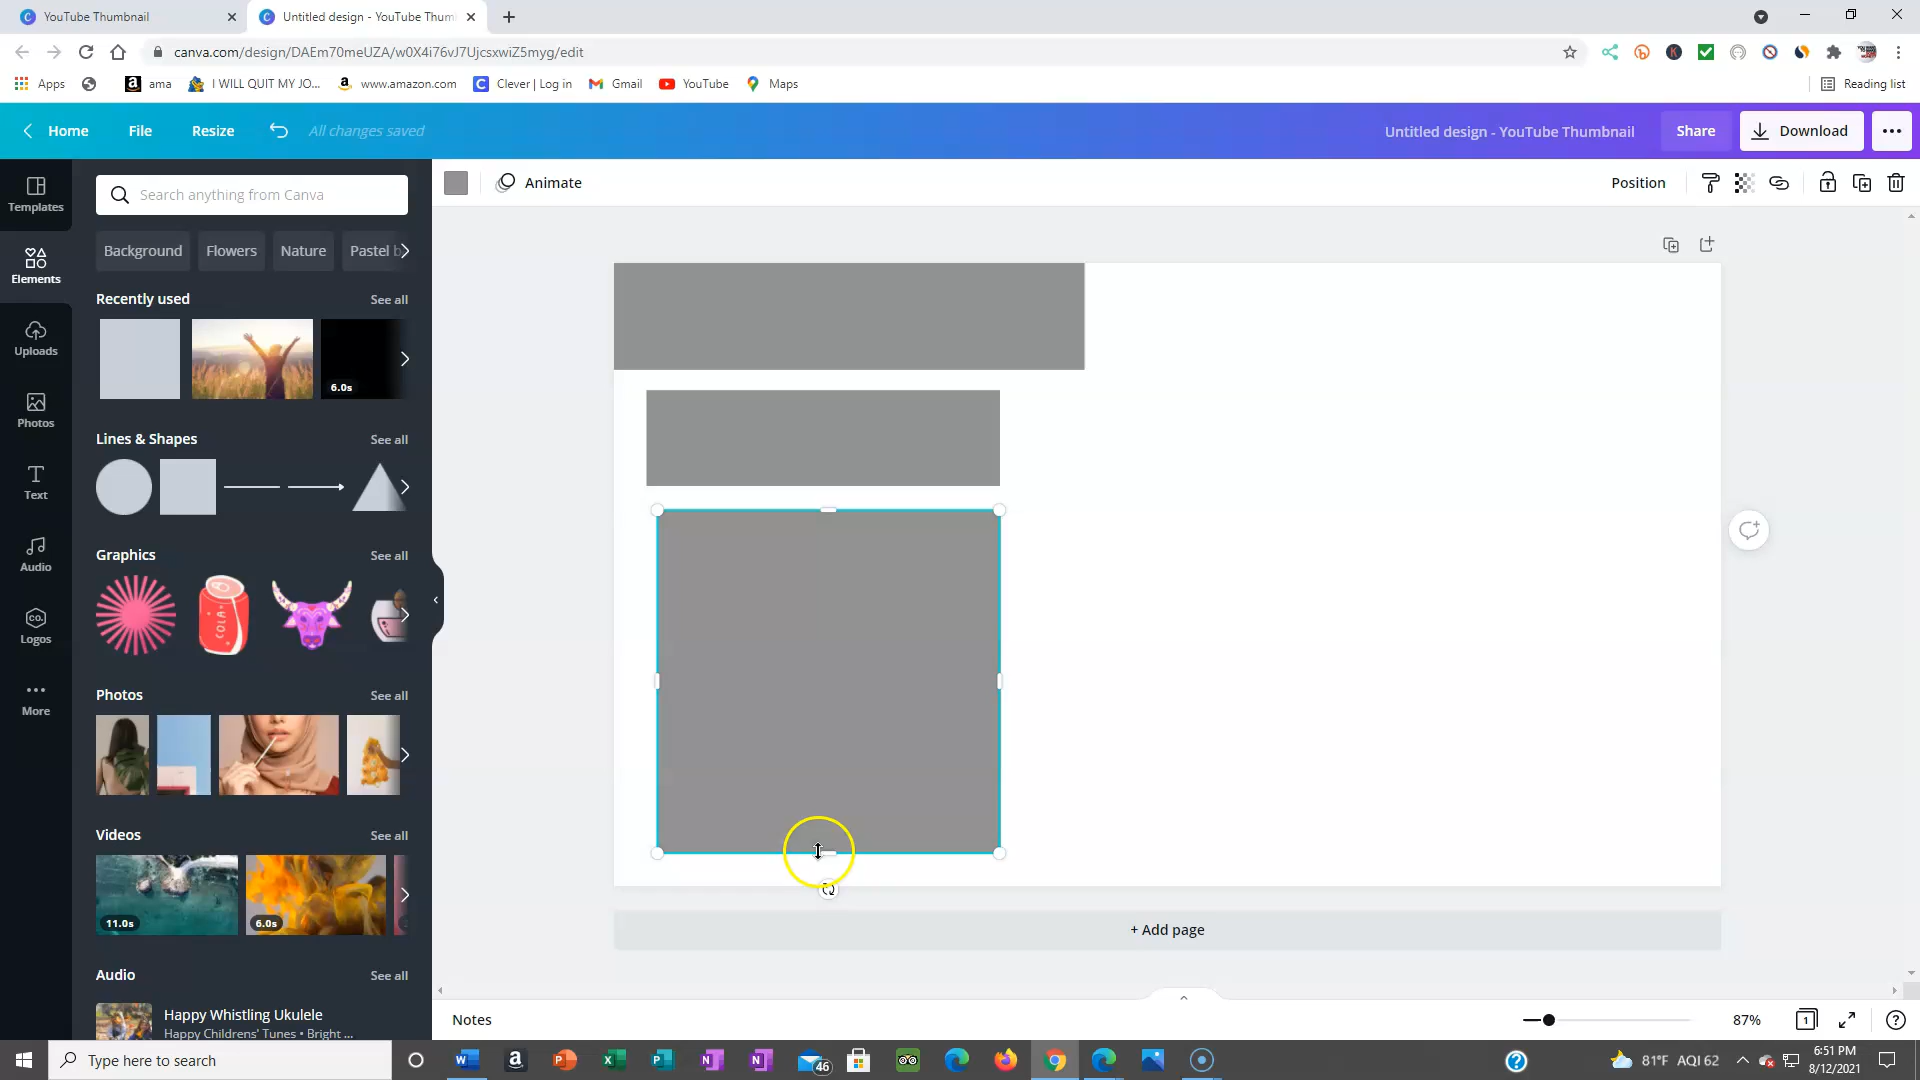 YouTube Thumbnail
Untitled design - YouTube Thum
canva.com/design/DAEm70meUZA/w0X4i76vJ7UjcsxwiZ5myg/edit
Apps
ama
I WILL QUIT MY JO...
www.amazon.com
Clever | Log in
Gmail
YouTube
Maps
Reading list
Home
File
Resize
All changes saved
Untitled design - YouTube Thumbnail
Share
Download
Templates
Elements
Uploads
Photos
Text
Audio
Logos
More
Search anything from Canva
Background
Flowers
Nature
Pastel b
Recently used
See all
6.0s
Lines & Shapes
See all
Graphics
See all
COLA
Photos
See all
Videos
See all
11.0s
6.0s
Audio
See all
Happy Whistling Ukulele
Happy Childrens' Tunes • Bright ...
Animate
Position
+ Add page
Notes
87%
1
Type here to search
46
81°F AQI 62
6:51 PM
8/12/2021